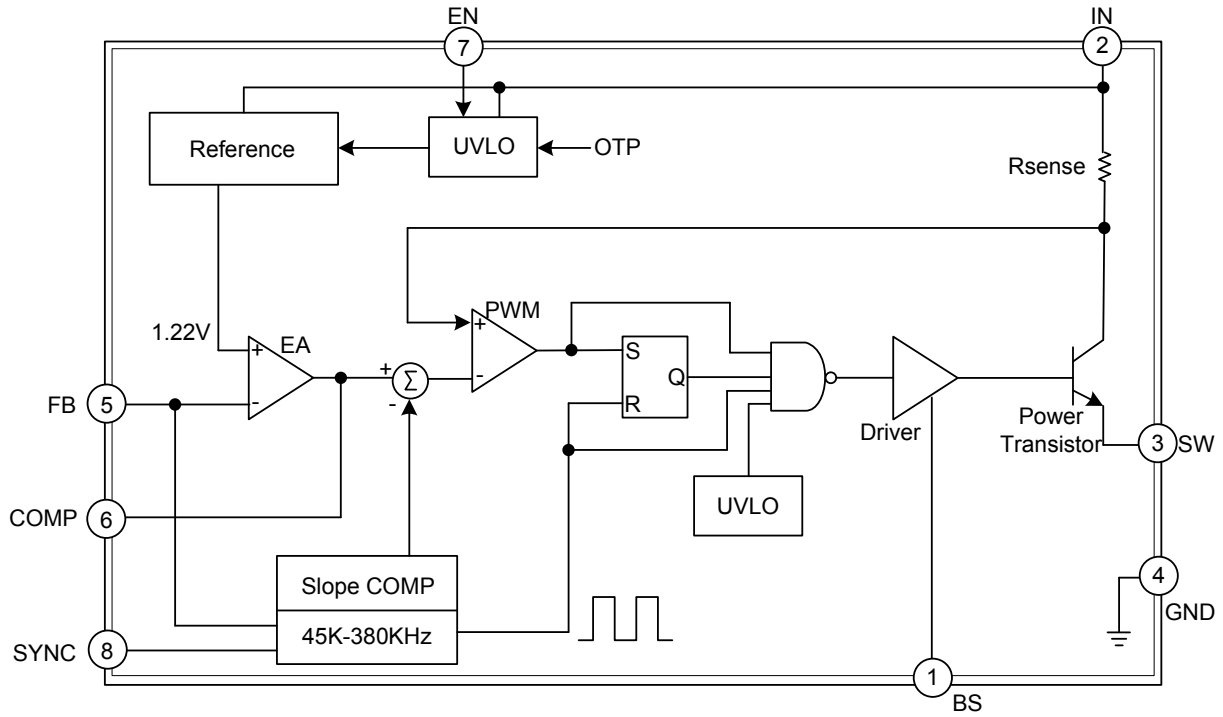 EN
7
IN
2
Reference
UVLO
OTP
Rsense
PWM
+
-
1.22V
+
EA
-
+
Σ
-
S
Q
R
FB
5
Driver
Power
Transistor
3
SW
COMP
6
UVLO
Slope COMP
45K-380KHz
4
GND
SYNC
8
1
BS